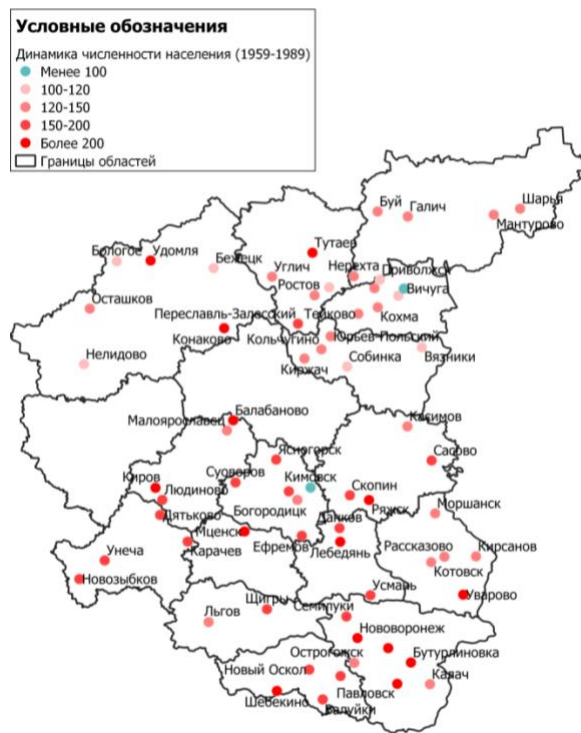 Условные обозначения
Динамика численности населения (1959-1989)
Менее 100
100-120
120-150
150-200
Более 200
Границы областей
Буй
Галич
Шарья
Мантурово
Тутаев
Бологое
Удомля
Бежецк
Углич
Нерехта
Приволжск
Ростов
Вичуга
Осташков
Переславль-Залесский
Тейково
Кохма
Конаково
Кольчугино
Юрьев-Польский
Нелидово
Киржач
Собинка
Вязники
Балабаново
Малоярославец
Касимов
Ясногорск
Сасово
Киров
Суворов
Кимовск
Скопин
Людиново
Богородицк
Ряжск
Моршанск
Дятьково
Мценск
Данков
Карачев
Ефремов
Лебедянь
Рассказово
Кирсанов
Унеча
Котовск
Новозыбков
Усмань
Уварово
Щигры
Семилуки
Льгов
Нововоронеж
Острогожск
Бутурлиновка
Новый Оскол
Павловск
Калач
Шебекино
Валуйки